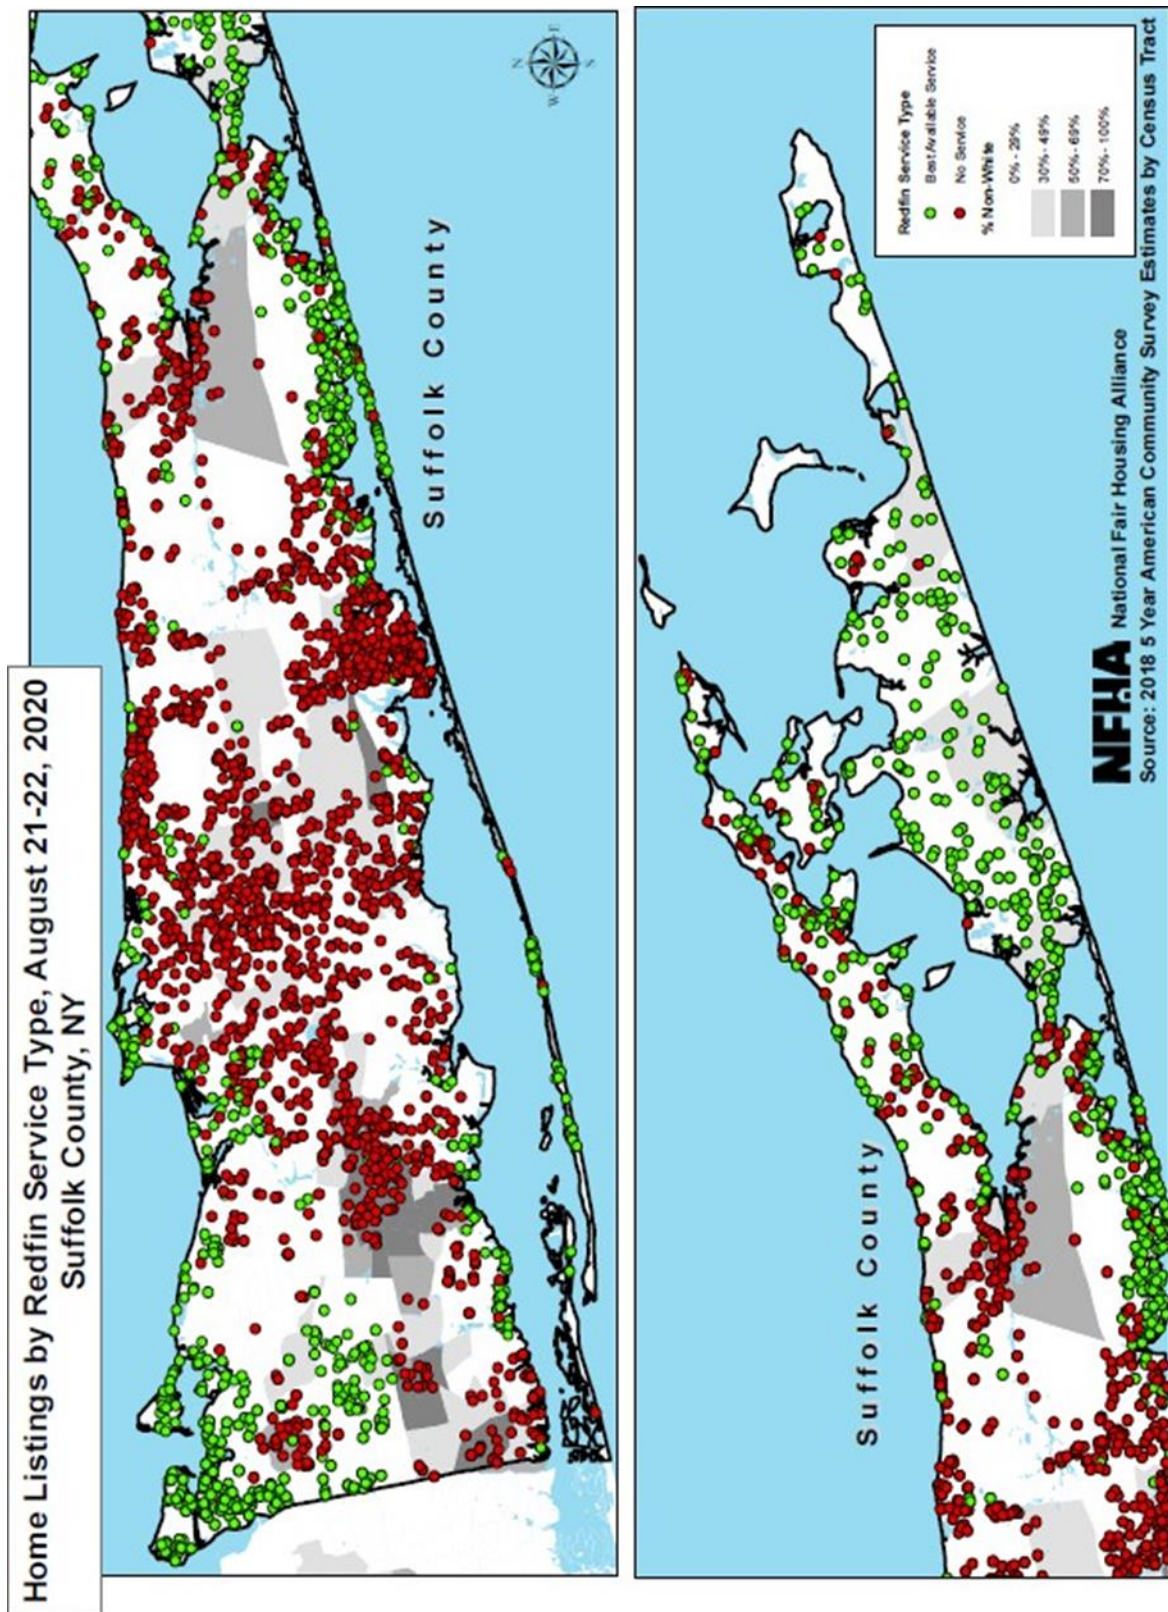 Home Listings by Redfin Service Type, August 21-22, 2020
Suffolk County, NY
N
E
S
W
Suffolk County
Suffolk County
Redfin Service Type
Best Available Service
No Service
% Non-White
0% - 29%
30% - 49%
50% - 69%
70% - 100%
NFHA National Fair Housing Alliance
Source: 2018 5 Year American Community Survey Estimates by Census Tract